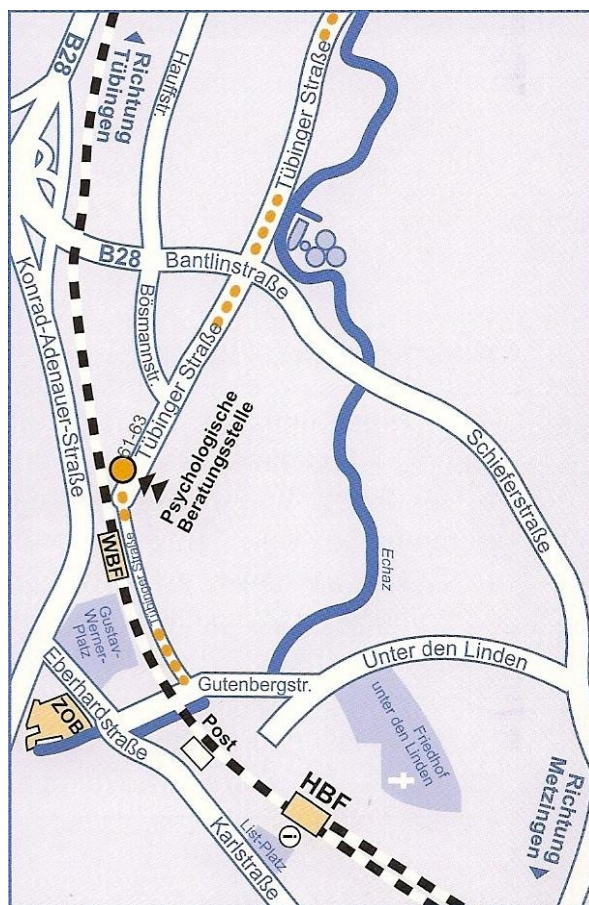 B28
Richtung
Tübingen
Hauffstr.
Tübinger Straße
B28
Bantlinstraße
Konrad-Adenauer-Straße
Bösmannstr.
Tübinger Straße
61-63
Psychologische
Beratungsstelle
Schieferstraße
WBF
Tübinger Straße
Echaz
Gustav-
Werner-
Platz
Unter den Linden
Eberhardstraße
Gutenbergstr.
ZOB
Post
Friedhof
unter den Linden
HBF
i
List-Platz
Karlstraße
Richtung
Metzingen